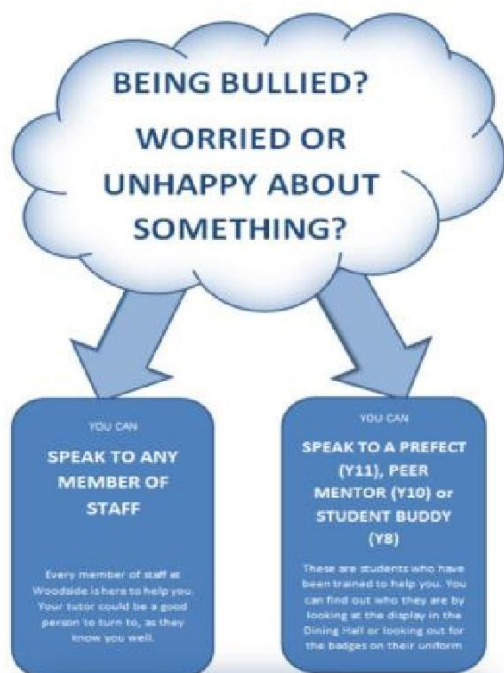 BEING BULLIED?
WORRIED OR
UNHAPPY ABOUT
SOMETHING?
YOU CAN
SPEAK TO ANY
MEMBER OF
STAFF
Every member of staff at
Woodside is here to help you.
Your tutor could be a good
person to turn to, as they
know you well.
YOU CAN
SPEAK TO A PREFECT
(Y11), PEER
MENTOR (Y10) or
STUDENT BUDDY
(Y8)
These are students who have
been trained to help you. You
can find out who they are by
looking at the display in the
Dining Hall or looking out for
the badges on their uniform